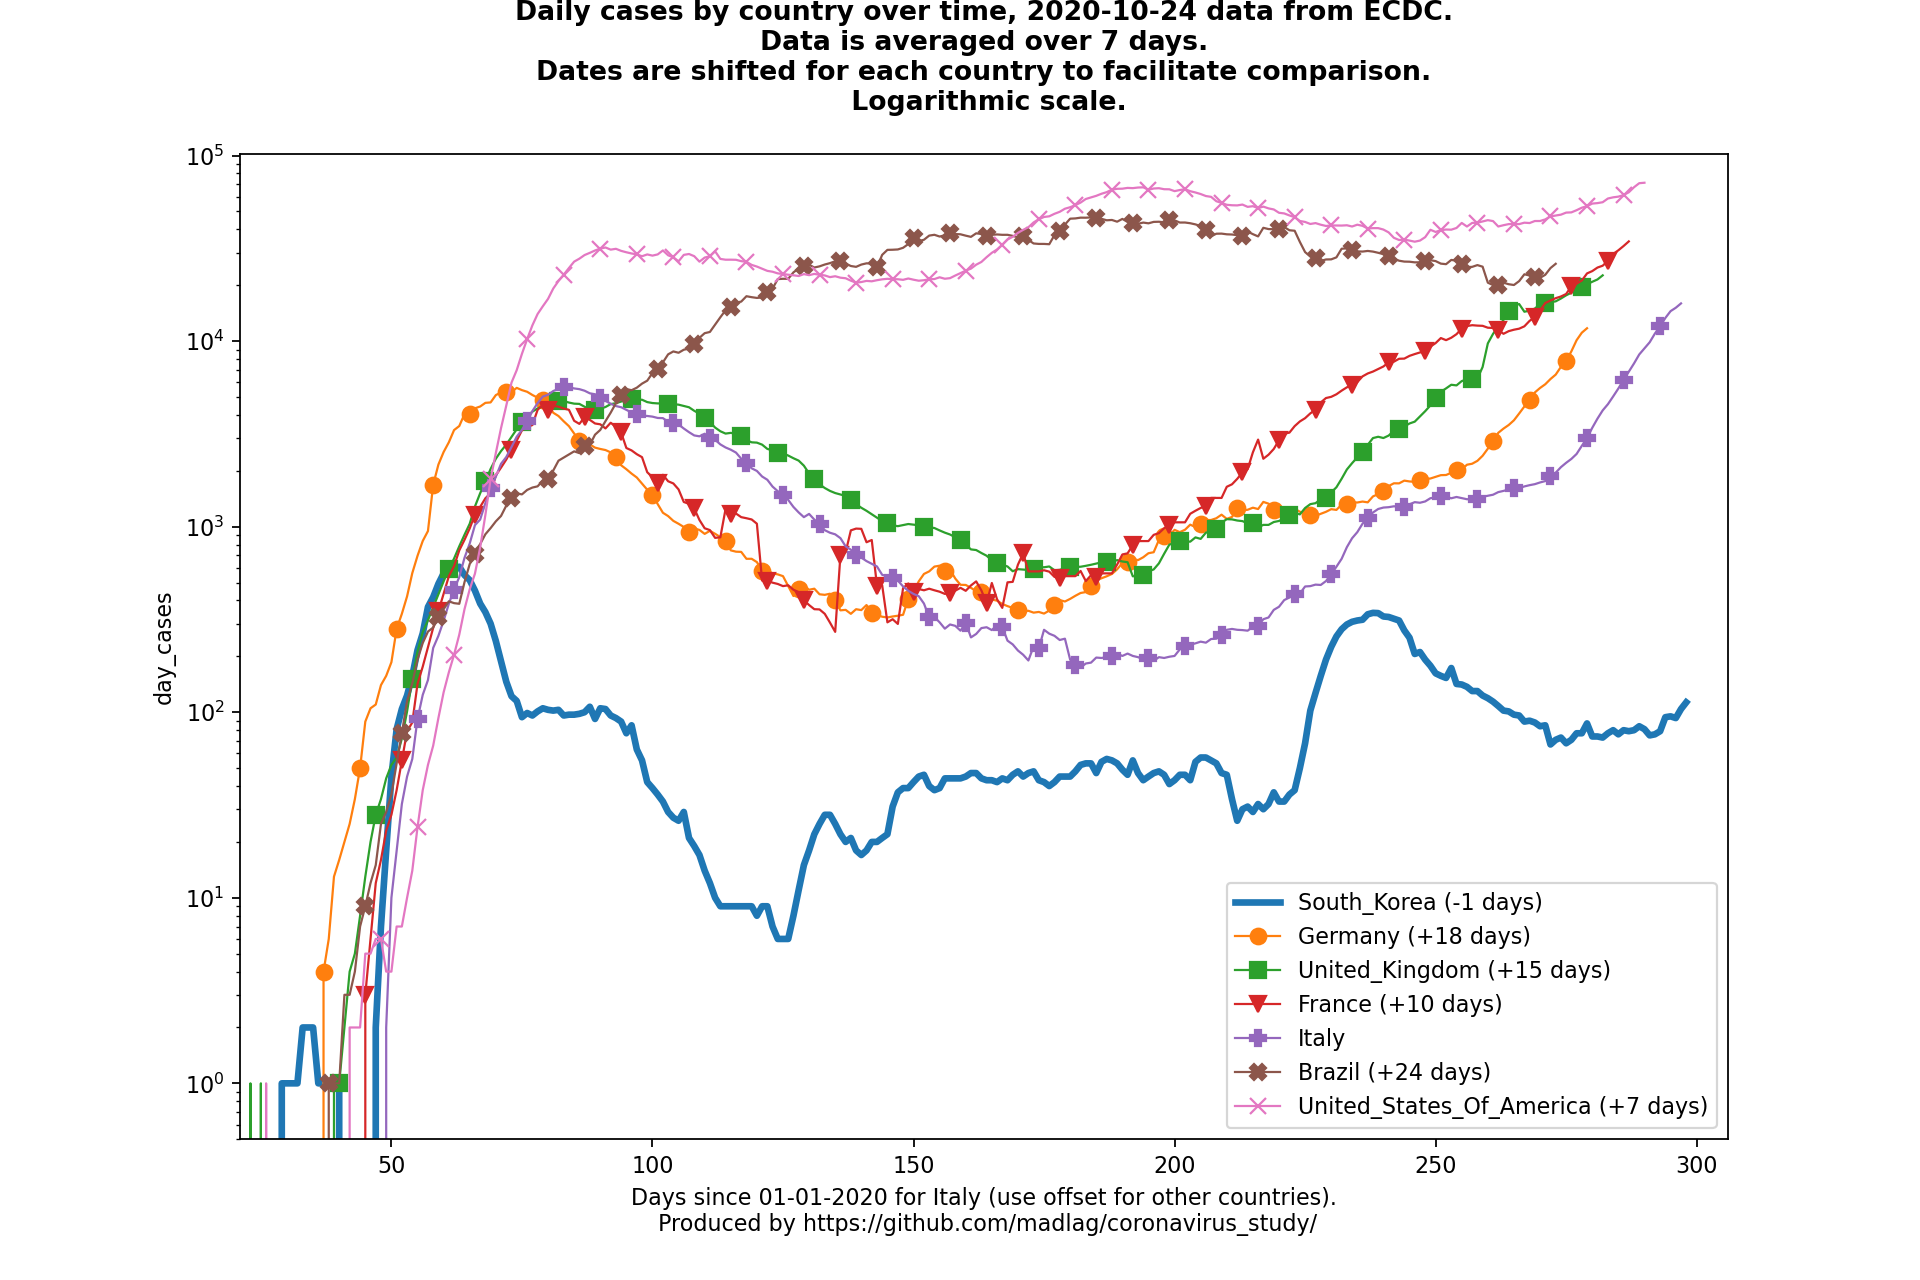 Daily cases by country over time, 2020-10-24 data from ECDC.
Data is averaged over 7 days.
Dates are shifted for each country to facilitate comparison.
Logarithmic scale.
10^5
10^4
10^3
10^2
10^1
10^0
day_cases
South_Korea (-1 days)
Germany (+18 days)
United_Kingdom (+15 days)
France (+10 days)
Italy
Brazil (+24 days)
United_States_Of_America (+7 days)
50 100 150 200 250 300
Days since 01-01-2020 for Italy (use offset for other countries).
Produced by https://github.com/madlag/coronavirus_study/